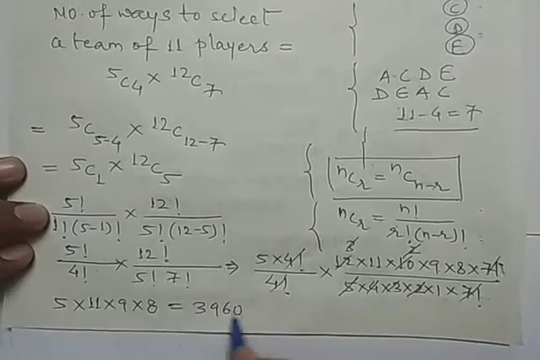 NO. of ways to select
a team of 11 players =
⁵C₄ × ¹²C₇
= ⁵C₅₋₄ × ¹²C₁₂₋₇
= ⁵C₁ × ¹²C₅
5! / 1!(5-1)! × 12! / 5!(12-5)!
5! / 4! × 12! / 5! 7! ⇒ 5×4! / 4! × 12×11×10×9×8×7! / 5×4×3×2×1×7!
5×11×9×8 = 3960
C
D
E
A C D E
D E A C
11-4=7
ⁿCᵣ = ⁿCₙ₋ᵣ
ⁿCᵣ = n! / r!(n-r)!